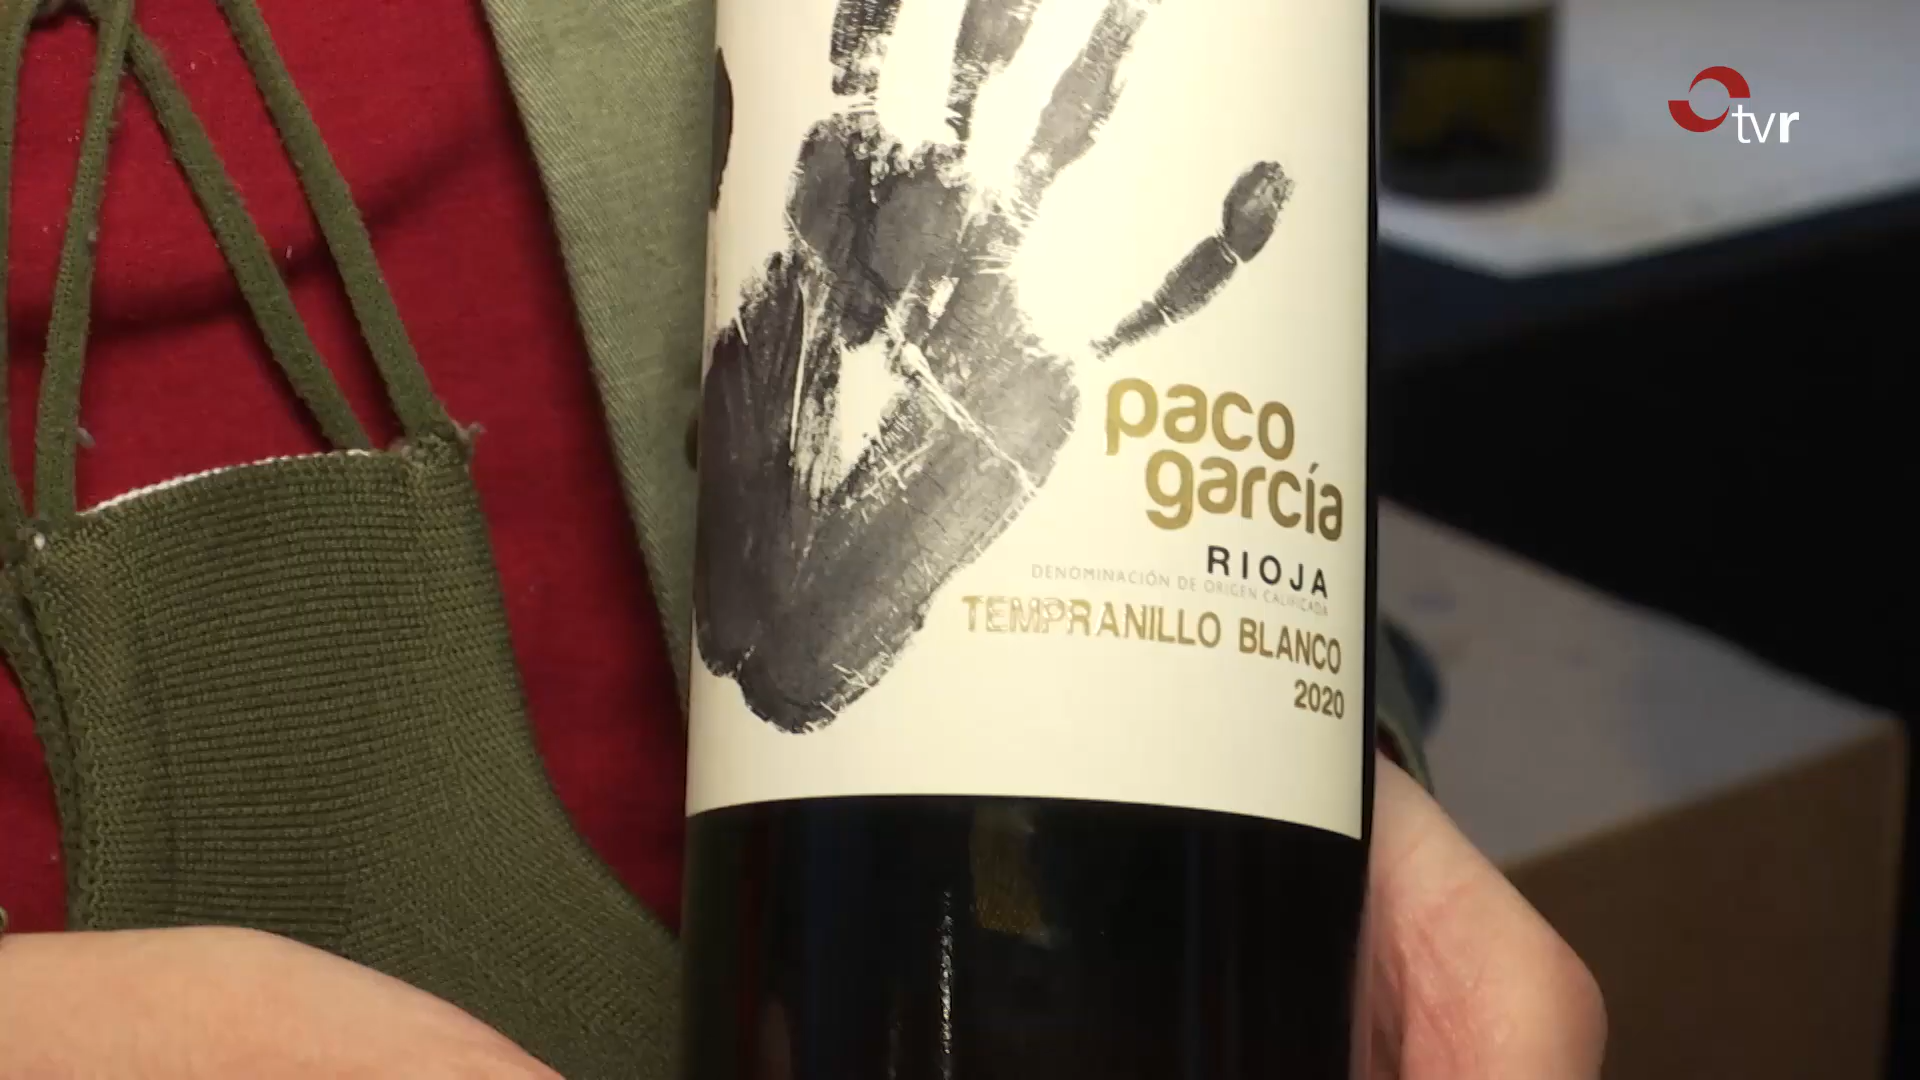 tvr
paco
garcía
RIOJA
DENOMINACIÓN DE ORIGEN CALIFICADA
TEMPRANILLO BLANCO
2020